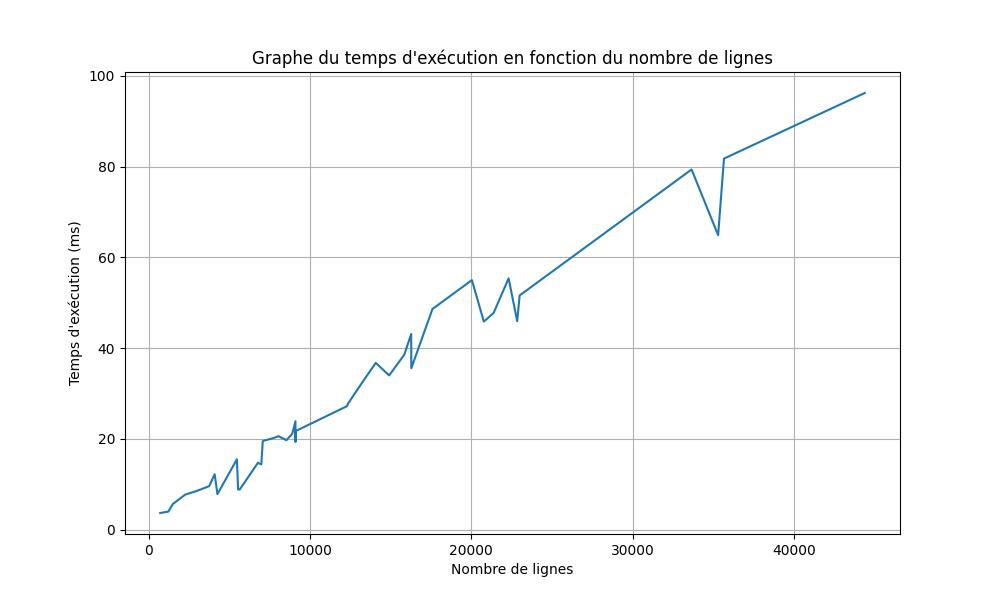 Graphe du temps d'exécution en fonction du nombre de lignes
100
80
60
40
20
0
Temps d'exécution (ms)
0 10000 20000 30000 40000
Nombre de lignes